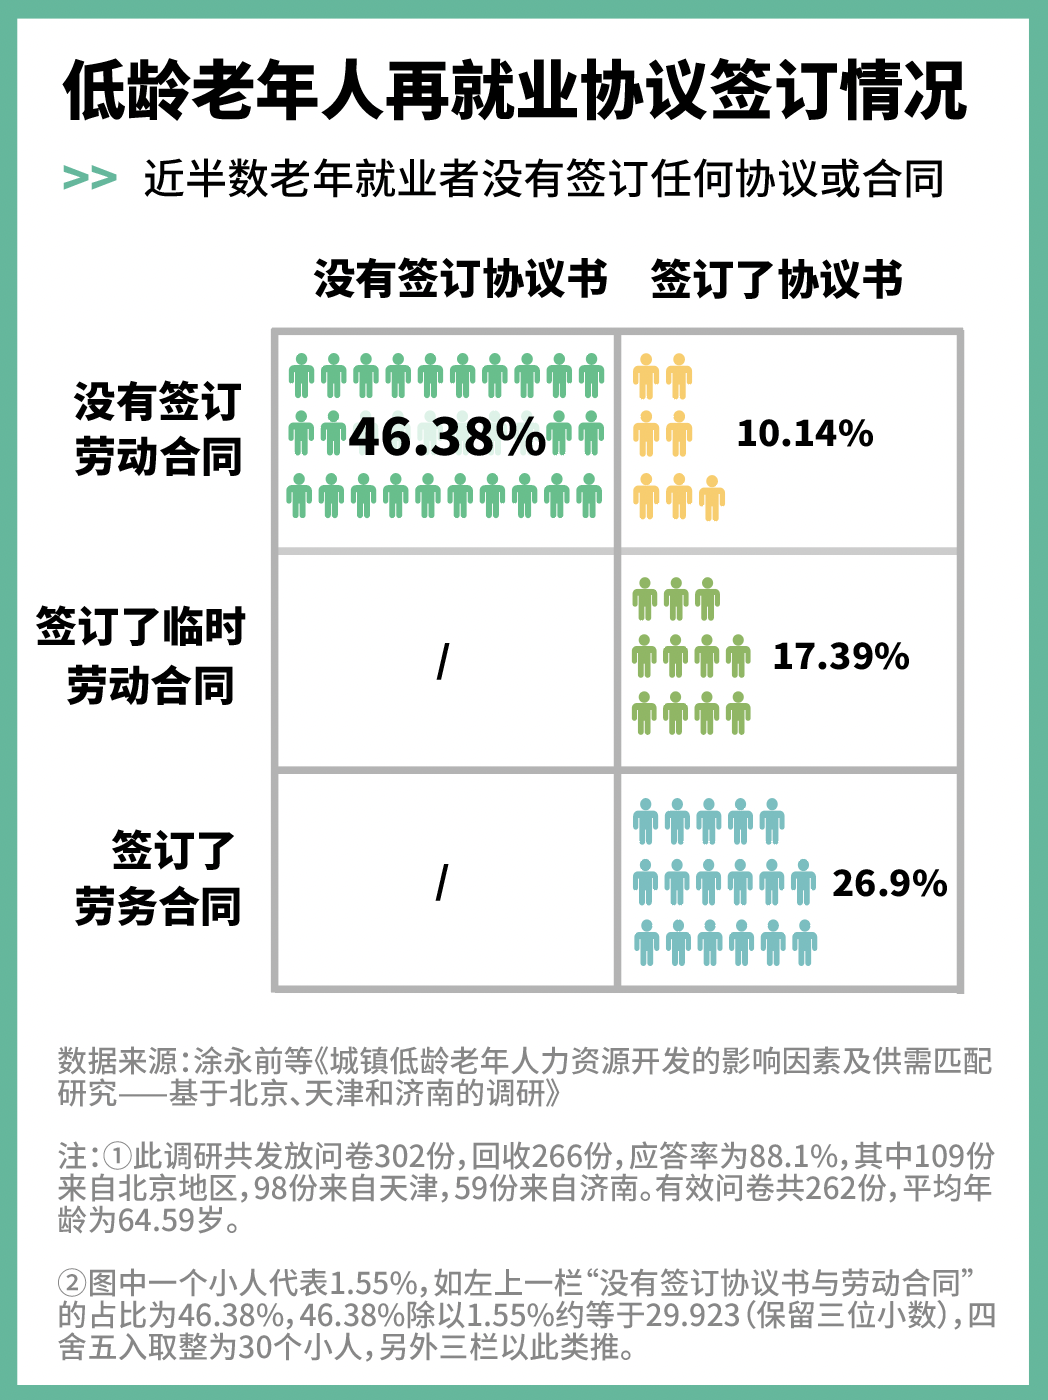 低龄老年人再就业协议签订情况
>> 近半数老年就业者没有签订任何协议或合同
没有签订协议书 签订了协议书
没有签订
劳动合同
46.38%
10.14%
签订了临时
劳动合同
/
17.39%
签订了
劳务合同
/
26.9%
数据来源：涂永前等《城镇低龄老年人力资源开发的影响因素及供需匹配
研究——基于北京、天津和济南的调研》
注：①此调研共发放问卷302份，回收266份，应答率为88.1%，其中109份
来自北京地区，98份来自天津，59份来自济南。有效问卷共262份，平均年
龄为64.59岁。
②图中一个小人代表1.55%，如左上一栏“没有签订协议书与劳动合同”
的占比为46.38%，46.38%除以1.55%约等于29.923（保留三位小数），四
舍五入取整为30个小人，另外三栏以此类推。